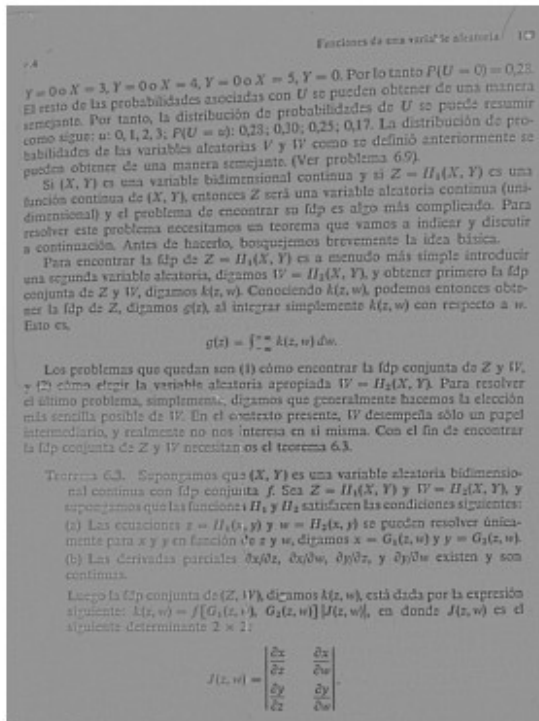 Funciones de una variable aleatoria
Y = 0 o X = 3, Y = 0 o X = 4, Y = 0 o X = 5, Y = 0. Por lo tanto P(U = 0) = 0,28.
El resto de las probabilidades asociadas con U se pueden obtener de una manera
semejante. Por tanto, la distribución de probabilidades de U se puede resumir
como sigue: u: 0, 1, 2, 3; P(U = u): 0,28; 0,30; 0,25; 0,17. La distribución de pro-
babilidades de las variables aleatorias V y W como se definió anteriormente se
pueden obtener de una manera semejante. (Ver problema 6.9).
Si (X, Y) es una variable bidimensional continua y si Z = H₁(X, Y) es una
función continua de (X, Y), entonces Z será una variable aleatoria continua (uni-
dimensional) y el problema de encontrar su fdp es algo más complicado. Para
resolver este problema necesitamos un teorema que vamos a indicar y discutir
a continuación. Antes de hacerlo, bosquejemos brevemente la idea básica.
Para encontrar la fdp de Z = H₁(X, Y) es a menudo más simple introducir
una segunda variable aleatoria, digamos W = H₂(X, Y), y obtener primero la fdp
conjunta de Z y W, digamos k(z, w). Conociendo k(z, w), podemos entonces obte-
ner la fdp de Z, digamos g(z), al integrar simplemente k(z, w) con respecto a w.
Esto es,
g(z) = ∫₋∞⁺∞ k(z, w) dw.
Los problemas que quedan son (1) cómo encontrar la fdp conjunta de Z y W,
y (2) cómo elegir la variable aleatoria apropiada W = H₂(X, Y). Para resolver
el último problema, simplemente, digamos que generalmente hacemos la elección
más sencilla posible de W. En el contexto presente, W desempeña sólo un papel
intermediario, y realmente no nos interesa en si misma. Con el fin de encontrar
la fdp conjunta de Z y W necesitamos el teorema 6.3.
Teorema 6.3. Supongamos que (X, Y) es una variable aleatoria bidimensio-
nal continua con fdp conjunta f. Sea Z = H₁(X, Y) y W = H₂(X, Y), y
supongamos que las funciones H₁ y H₂ satisfacen las condiciones siguientes:
(a) Las ecuaciones z = H₁(x, y) y w = H₂(x, y) se pueden resolver única-
mente para x y y en función de z y w, digamos x = G₁(z, w) y y = G₂(z, w).
(b) Las derivadas parciales ∂x/∂z, ∂x/∂w, ∂y/∂z, y ∂y/∂w existen y son
continuas.
Luego la fdp conjunta de (Z, W), digamos k(z, w), está dada por la expresión
siguiente: k(z, w) = f[G₁(z, w), G₂(z, w)] |J(z, w)|, en donde J(z, w) es el
siguiente determinante 2 × 2:
J(z, w) = | ∂x/∂z ∂x/∂w |
| ∂y/∂z ∂y/∂w |.